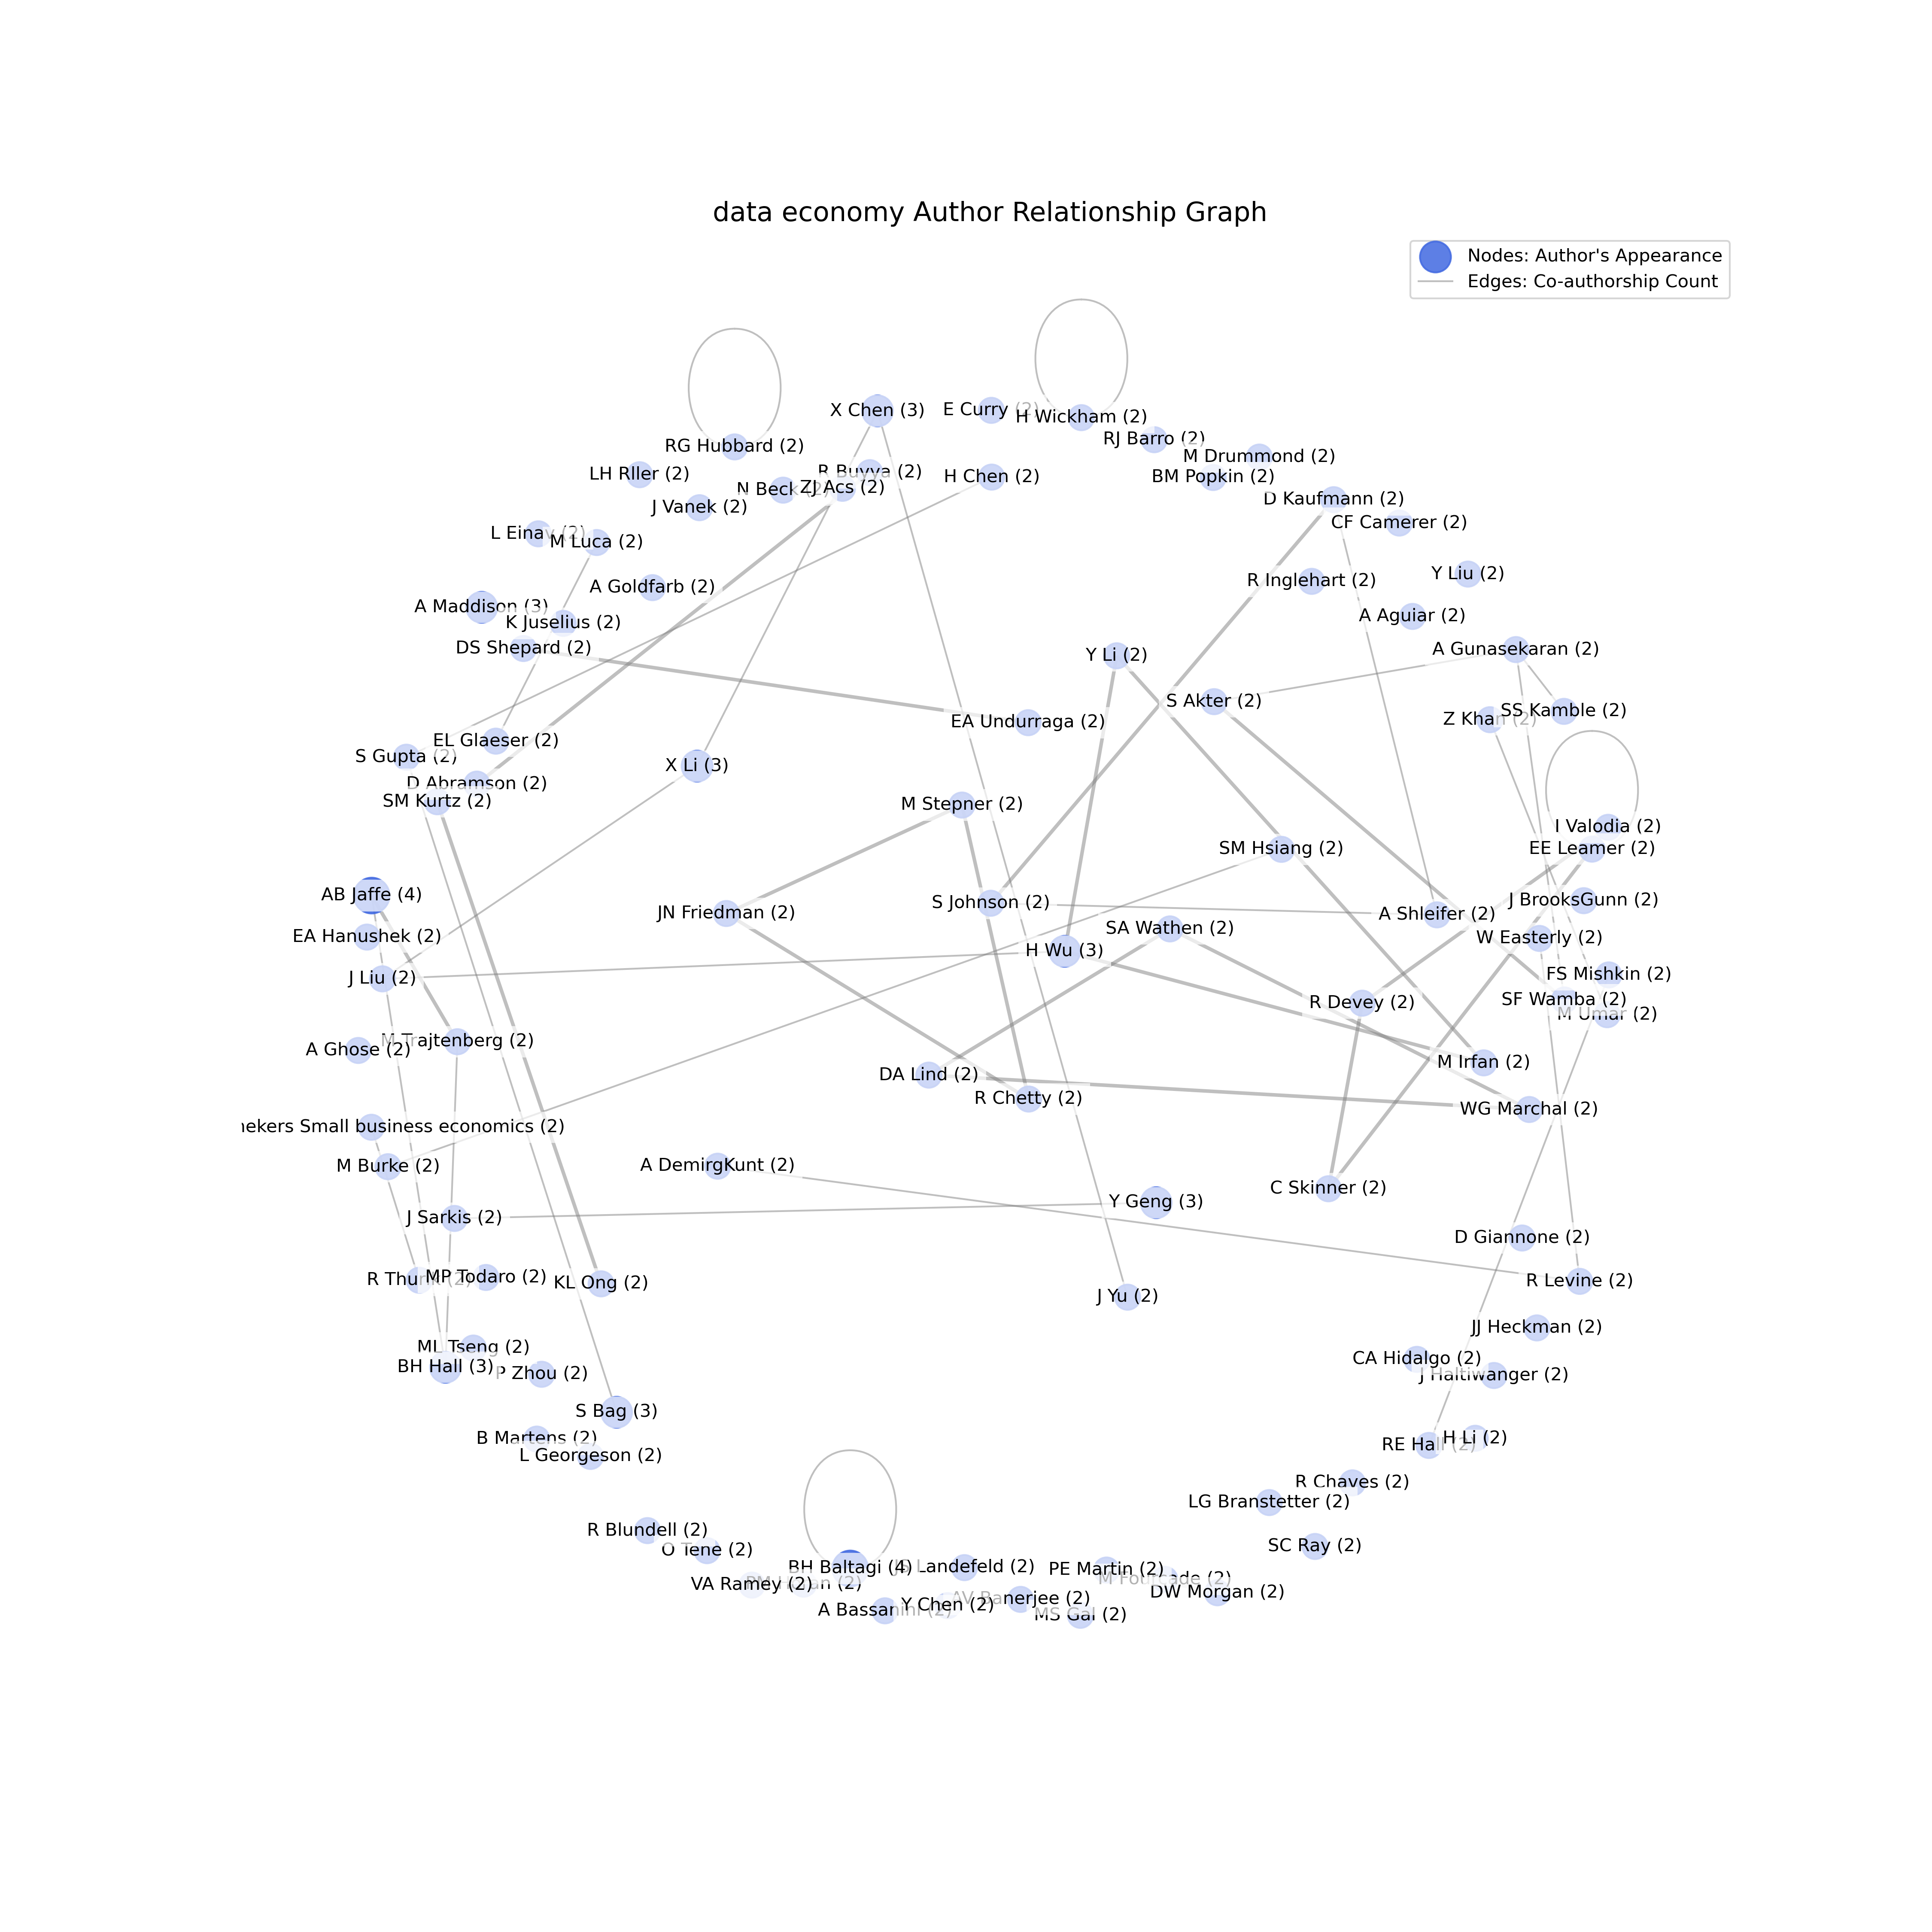 data economy Author Relationship Graph
Nodes: Author's Appearance
Edges: Co-authorship Count
X Chen (3)
E Curry (2)
H Wickham (2)
RJ Barro (2)
RG Hubbard (2)
M Drummond (2)
LH Rller (2)
R Buyya (2)
H Chen (2)
BM Popkin (2)
N Beck (2)
ZJ Acs (2)
D Kaufmann (2)
J Vanek (2)
CF Camerer (2)
L Einav (2)
M Luca (2)
Y Liu (2)
R Inglehart (2)
A Goldfarb (2)
A Maddison (3)
A Aguiar (2)
K Juselius (2)
DS Shepard (2)
Y Li (2)
A Gunasekaran (2)
S Akter (2)
SS Kamble (2)
Z Khan (2)
EA Undurraga (2)
EL Glaeser (2)
S Gupta (2)
X Li (3)
D Abramson (2)
SM Kurtz (2)
M Stepner (2)
I Valodia (2)
SM Hsiang (2)
EE Leamer (2)
AB Jaffe (4)
J BrooksGunn (2)
S Johnson (2)
JN Friedman (2)
A Shleifer (2)
SA Wathen (2)
EA Hanushek (2)
W Easterly (2)
H Wu (3)
J Liu (2)
FS Mishkin (2)
SF Wamba (2)
R Devey (2)
M Umar (2)
M Trajtenberg (2)
A Ghose (2)
M Irfan (2)
DA Lind (2)
R Chetty (2)
WG Marchal (2)
ekers Small business economics (2)
M Burke (2)
A DemirgKunt (2)
C Skinner (2)
Y Geng (3)
J Sarkis (2)
D Giannone (2)
R Thurik (2)
MP Todaro (2)
KL Ong (2)
R Levine (2)
J Yu (2)
JJ Heckman (2)
ML Tseng (2)
CA Hidalgo (2)
BH Hall (3)
P Zhou (2)
J Haltiwanger (2)
S Bag (3)
B Martens (2)
H Li (2)
RE Hall (2)
L Georgeson (2)
R Chaves (2)
LG Branstetter (2)
R Blundell (2)
O Tene (2)
SC Ray (2)
BH Baltagi (4)
Landefeld (2)
PE Martin (2)
M Fourcade (2)
VA Ramey (2)
DW Morgan (2)
A Bassanini (2)
Y Chen (2)
AV Banerjee (2)
MS Gal (2)